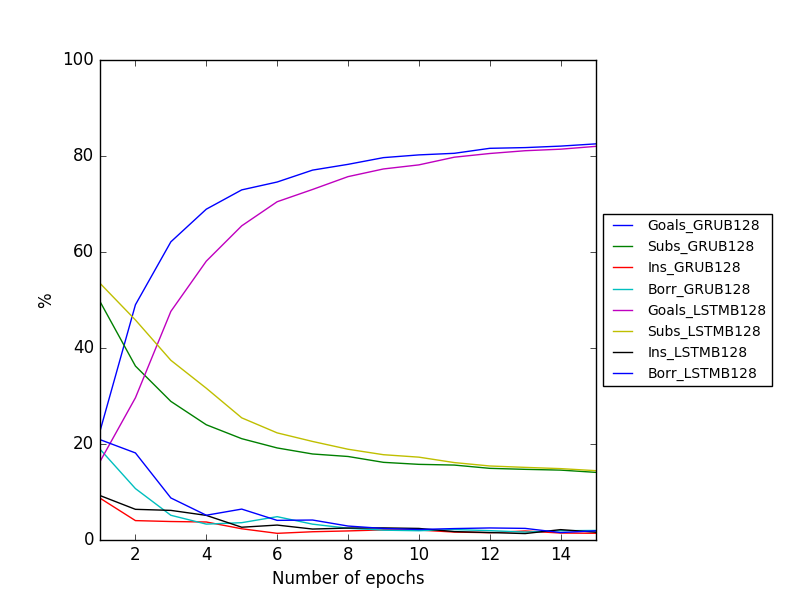 100
80
60
40
20
0
%
2 4 6 8 10 12 14
Number of epochs
Goals_GRUB128
Subs_GRUB128
Ins_GRUB128
Borr_GRUB128
Goals_LSTMB128
Subs_LSTMB128
Ins_LSTMB128
Borr_LSTMB128